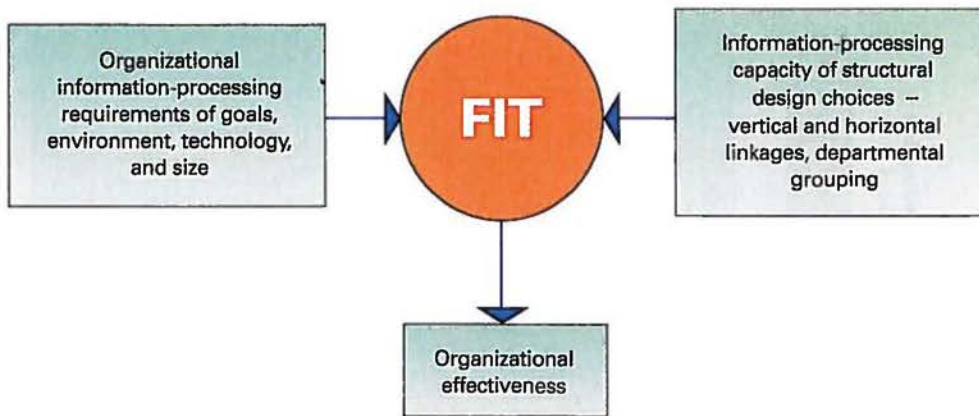 Organizational
information-processing
requirements of goals,
environment, technology,
and size
FIT
Information-processing
capacity of structural
design choices –
vertical and horizontal
linkages, departmental
grouping
Organizational
effectiveness